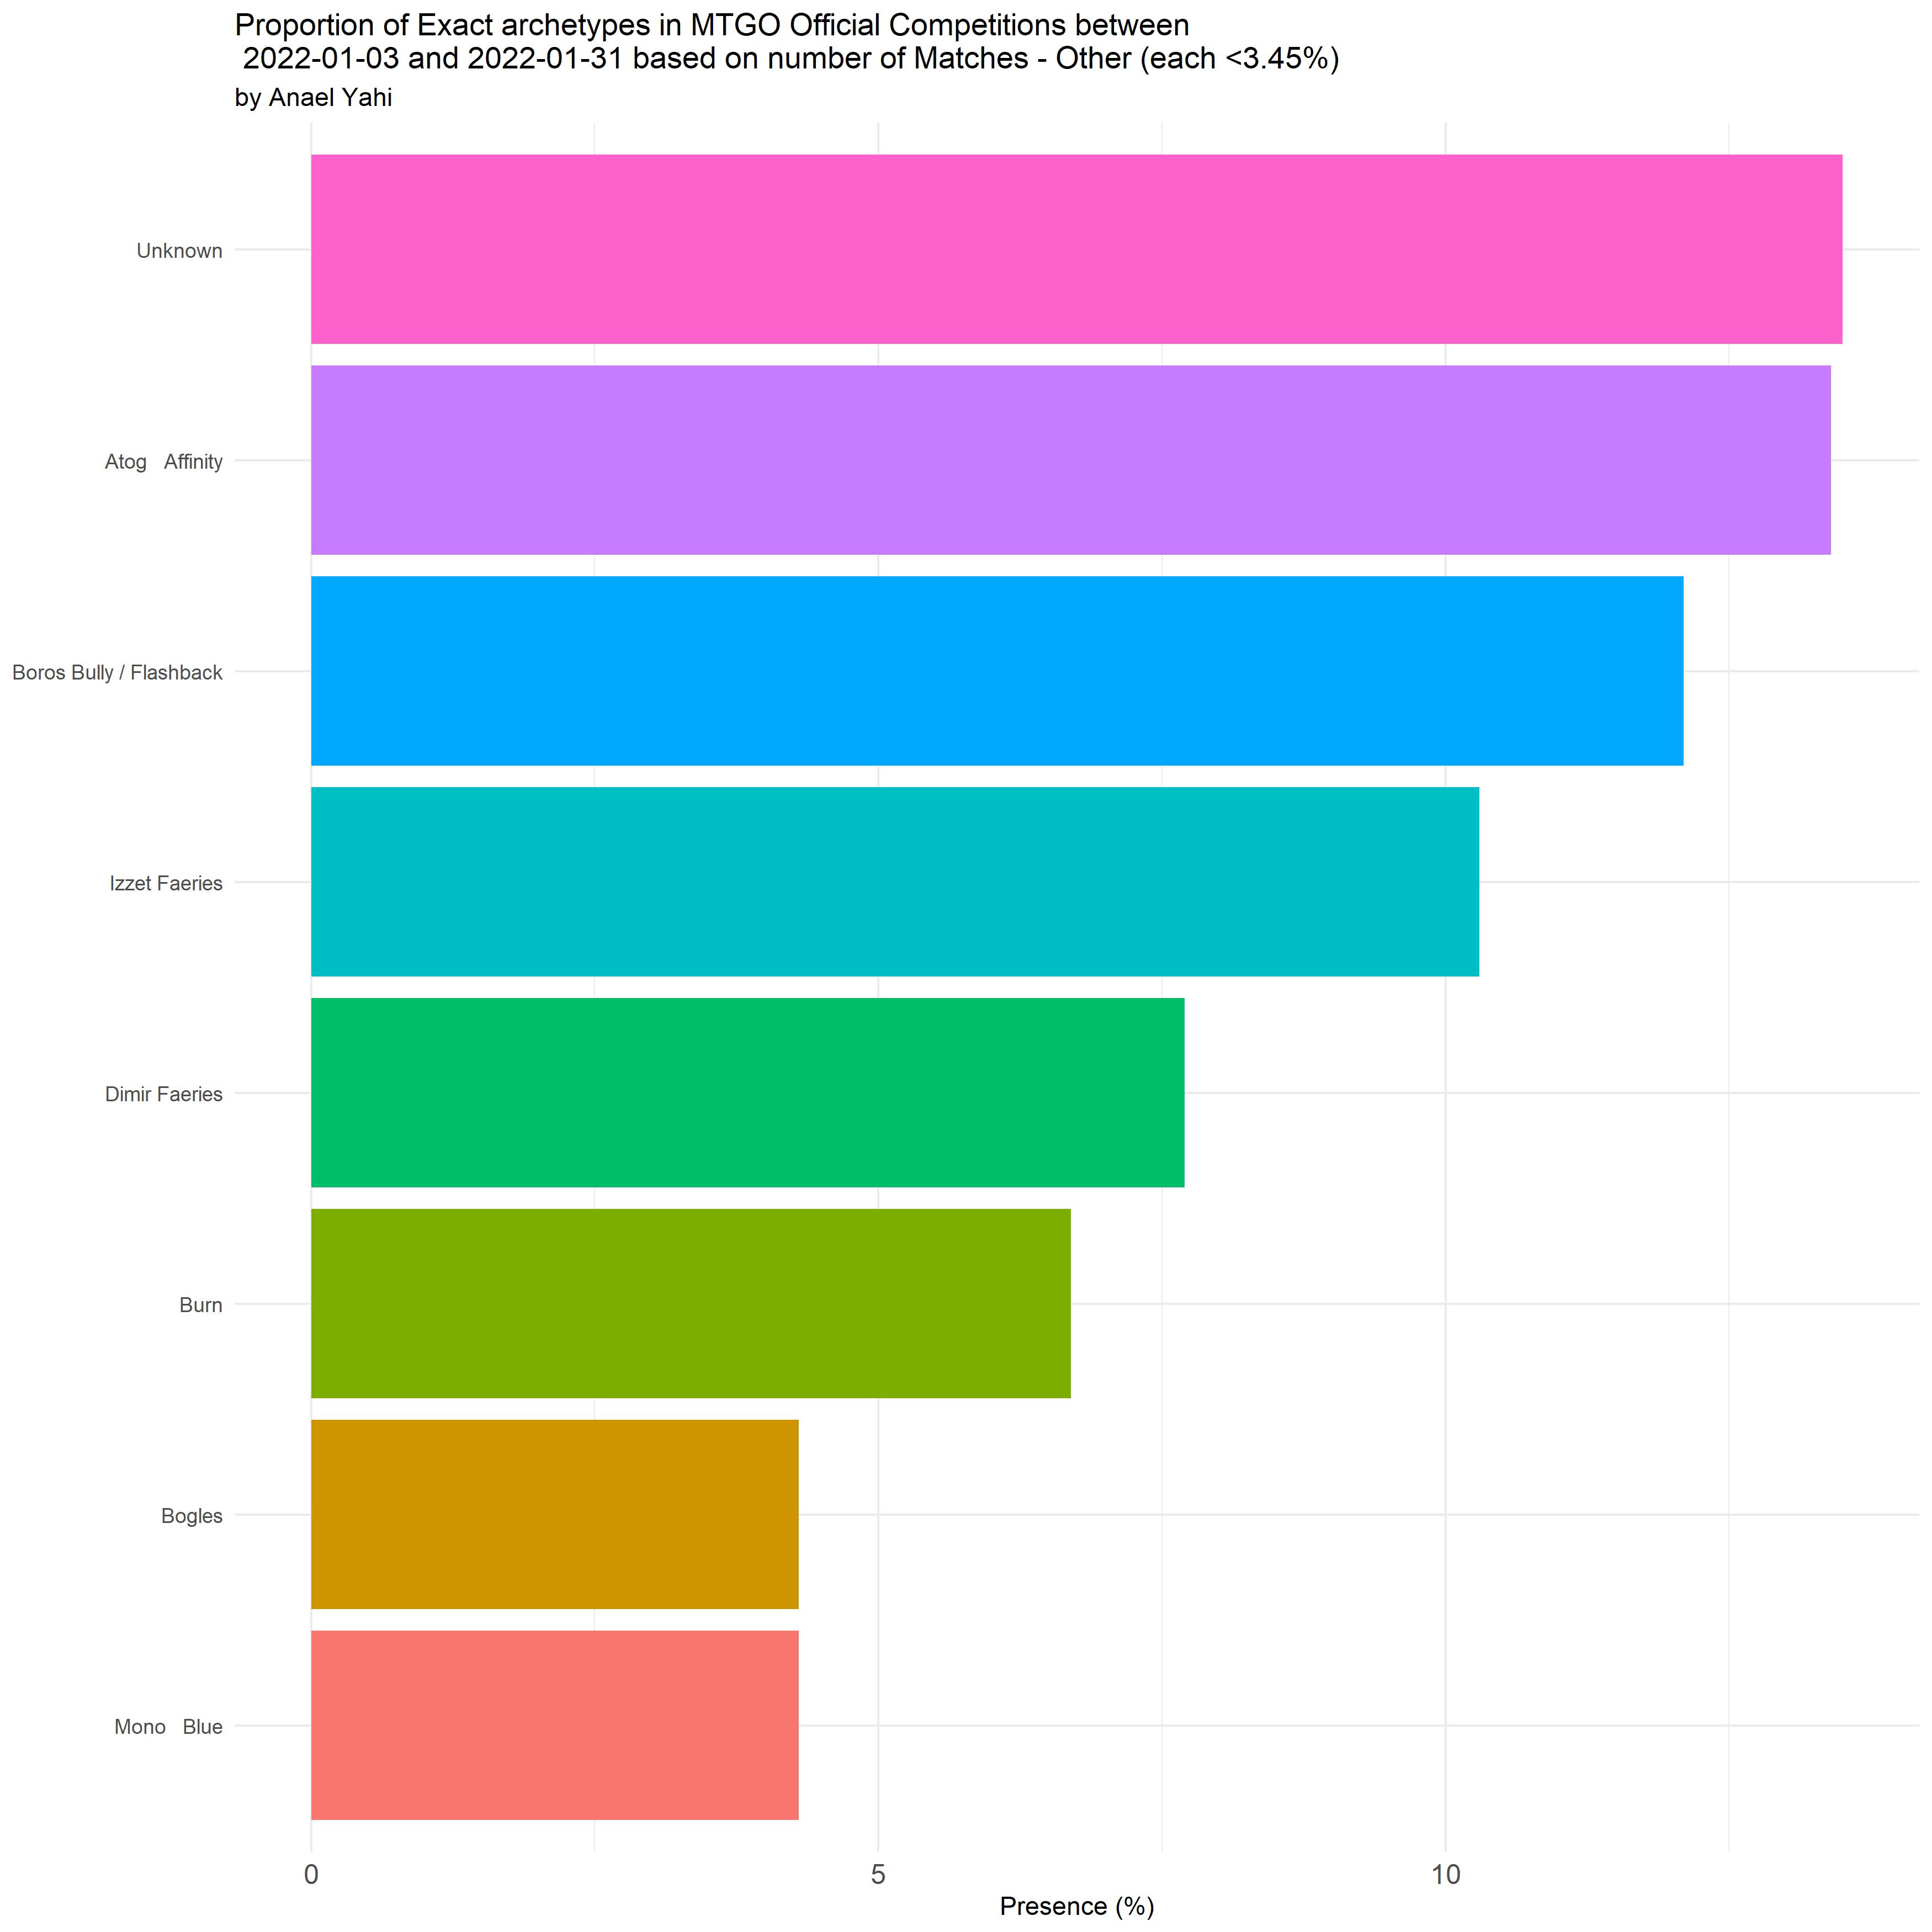 Proportion of Exact archetypes in MTGO Official Competitions between
2022-01-03 and 2022-01-31 based on number of Matches - Other (each <3.45%)
by Anael Yahi
Unknown
Atog   Affinity
Boros Bully / Flashback
Izzet Faeries
Dimir Faeries
Burn
Bogles
Mono   Blue
0 5 10
Presence (%)